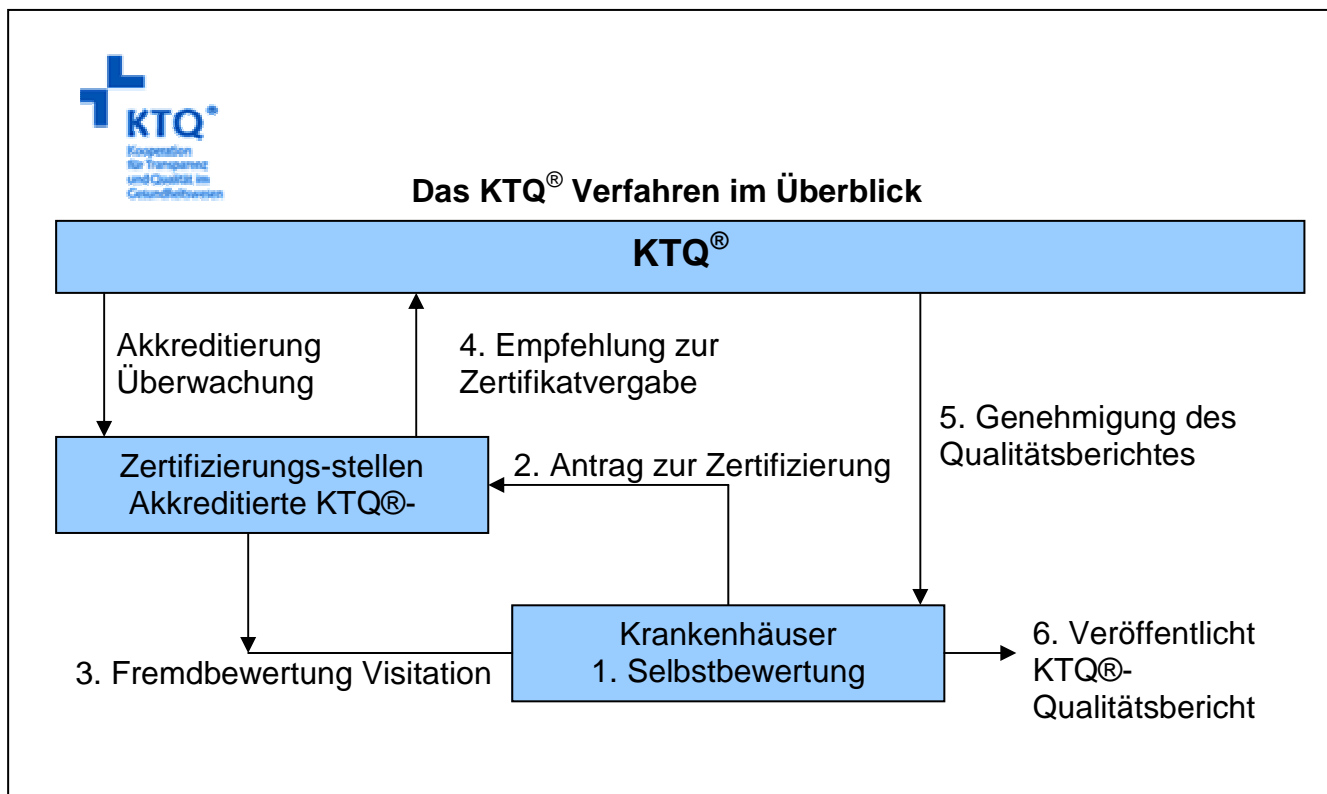 KTQ®
Kooperation
für Transparenz
und Qualität im
Gesundheitswesen
Das KTQ® Verfahren im Überblick
KTQ®
Akkreditierung
Überwachung
4. Empfehlung zur
Zertifikatvergabe
5. Genehmigung des
Qualitätsberichtes
Zertifizierungs-stellen
Akkreditierte KTQ®-
2. Antrag zur Zertifizierung
Krankenhäuser
1. Selbstbewertung
3. Fremdbewertung Visitation
6. Veröffentlicht
KTQ®-
Qualitätsbericht